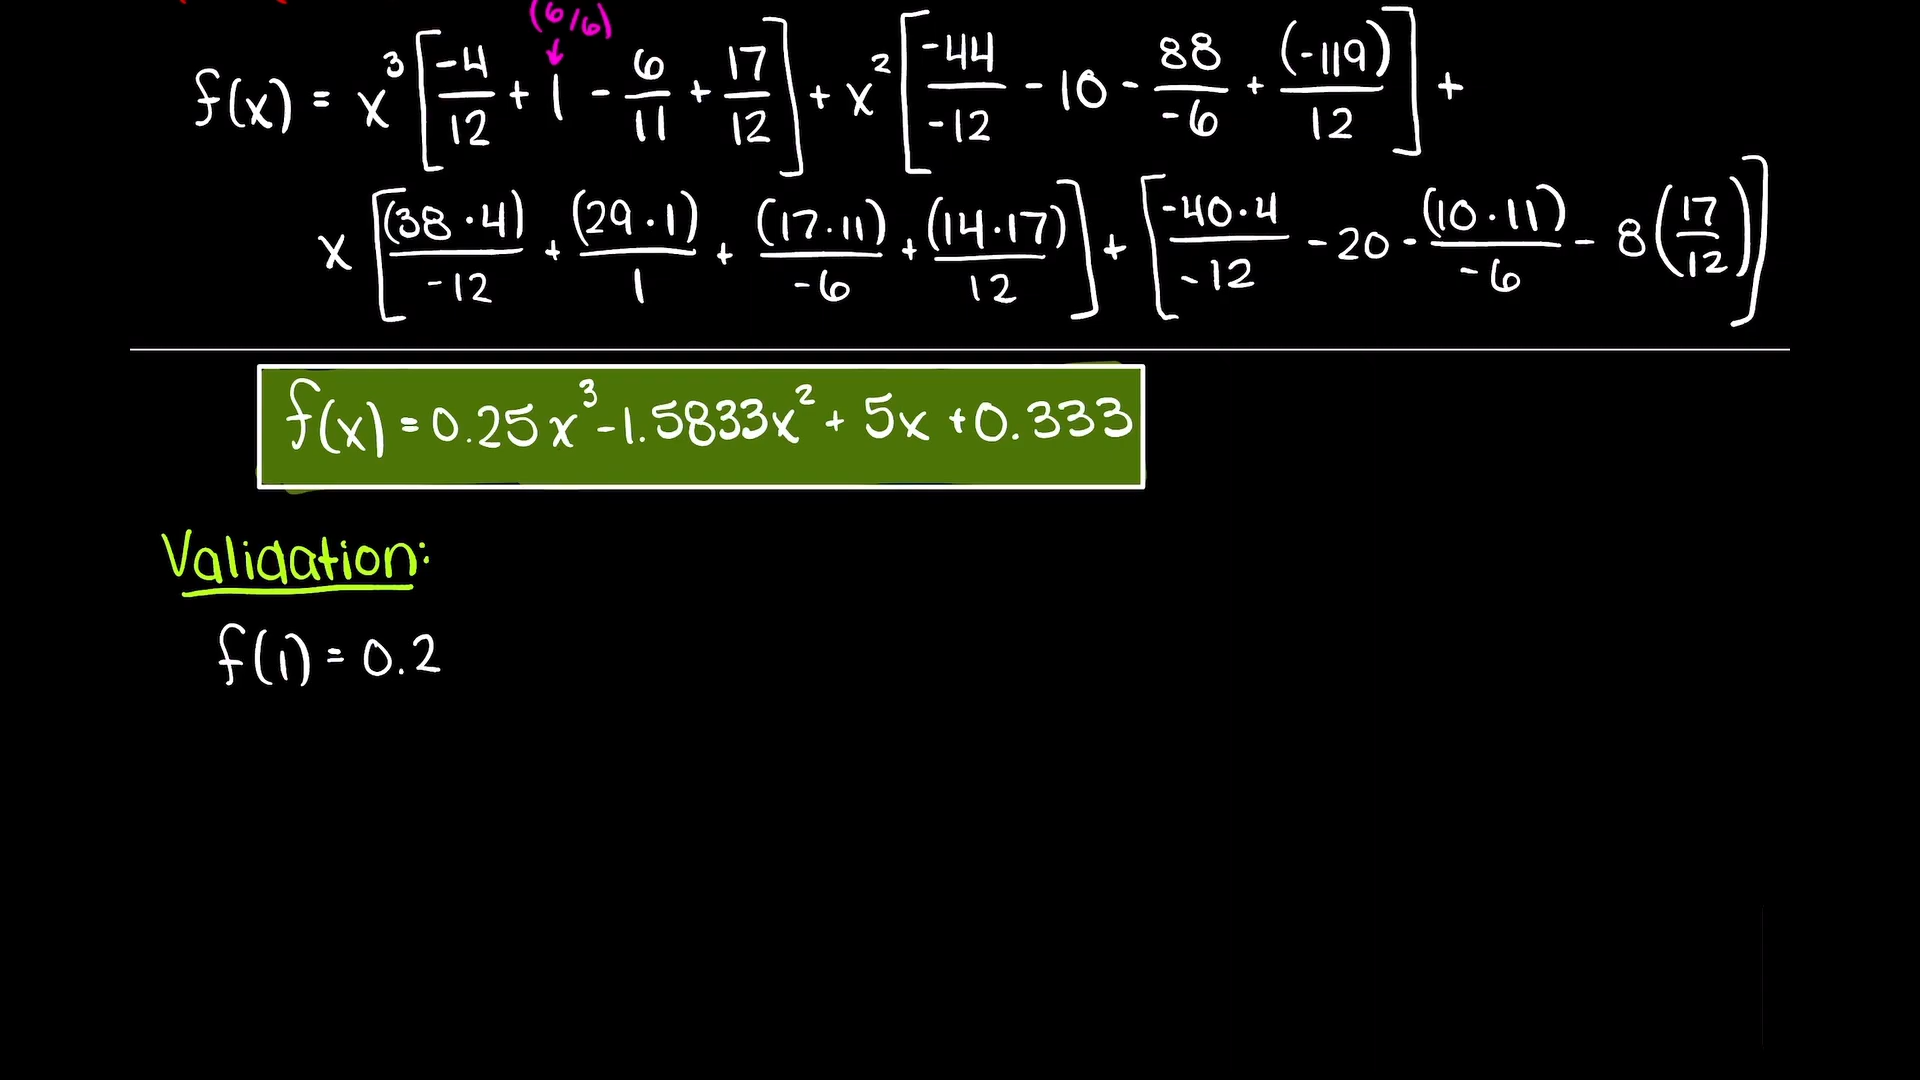 (6/6)
↓
f(x) = x³ [-4/12 + 1 - 6/11 + 17/12] + x² [-44/-12 - 10 - 88/-6 + (-119)/12] +
x [(38 · 4)/-12 + (29 · 1)/1 + (17 · 11)/-6 + (14 · 17)/12] + [-40 · 4/-12 - 20 - (10 · 11)/-6 - 8(17/12)]
f(x) = 0.25x³ - 1.5833x² + 5x + 0.333
Validation:
f(1) = 0.2